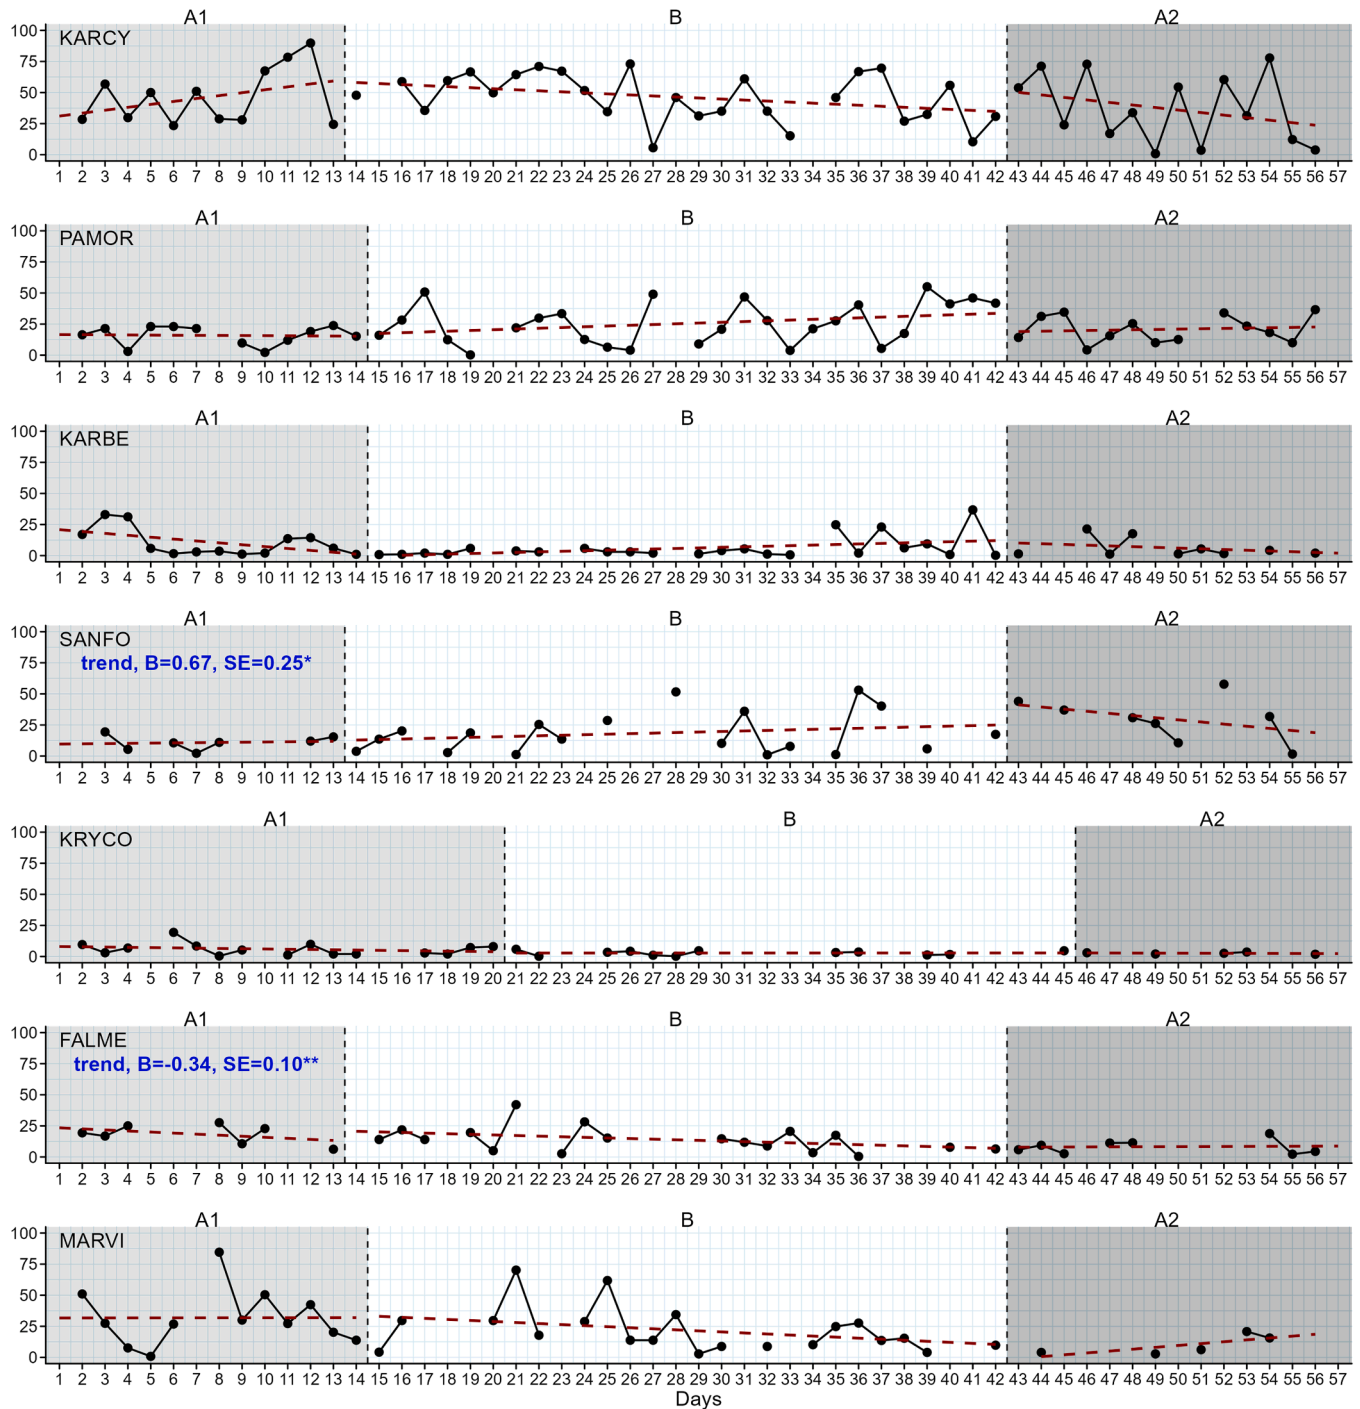 A1 B A2
100 KARCY
75
50
25
0
1 2 3 4 5 6 7 8 9 10 11 12 13 14 15 16 17 18 19 20 21 22 23 24 25 26 27 28 29 30 31 32 33 34 35 36 37 38 39 40 41 42 43 44 45 46 47 48 49 50 51 52 53 54 55 56 57
A1 B A2
100 PAMOR
75
50
25
0
1 2 3 4 5 6 7 8 9 10 11 12 13 14 15 16 17 18 19 20 21 22 23 24 25 26 27 28 29 30 31 32 33 34 35 36 37 38 39 40 41 42 43 44 45 46 47 48 49 50 51 52 53 54 55 56 57
A1 B A2
100 KARBE
75
50
25
0
1 2 3 4 5 6 7 8 9 10 11 12 13 14 15 16 17 18 19 20 21 22 23 24 25 26 27 28 29 30 31 32 33 34 35 36 37 38 39 40 41 42 43 44 45 46 47 48 49 50 51 52 53 54 55 56 57
A1 B A2
100 SANFO
75 trend, B=0.67, SE=0.25*
50
25
0
1 2 3 4 5 6 7 8 9 10 11 12 13 14 15 16 17 18 19 20 21 22 23 24 25 26 27 28 29 30 31 32 33 34 35 36 37 38 39 40 41 42 43 44 45 46 47 48 49 50 51 52 53 54 55 56 57
A1 B A2
100 KRYCO
75
50
25
0
1 2 3 4 5 6 7 8 9 10 11 12 13 14 15 16 17 18 19 20 21 22 23 24 25 26 27 28 29 30 31 32 33 34 35 36 37 38 39 40 41 42 43 44 45 46 47 48 49 50 51 52 53 54 55 56 57
A1 B A2
100 FALME
75 trend, B=-0.34, SE=0.10**
50
25
0
1 2 3 4 5 6 7 8 9 10 11 12 13 14 15 16 17 18 19 20 21 22 23 24 25 26 27 28 29 30 31 32 33 34 35 36 37 38 39 40 41 42 43 44 45 46 47 48 49 50 51 52 53 54 55 56 57
A1 B A2
100 MARVI
75
50
25
0
1 2 3 4 5 6 7 8 9 10 11 12 13 14 15 16 17 18 19 20 21 22 23 24 25 26 27 28 29 30 31 32 33 34 35 36 37 38 39 40 41 42 43 44 45 46 47 48 49 50 51 52 53 54 55 56 57
Days